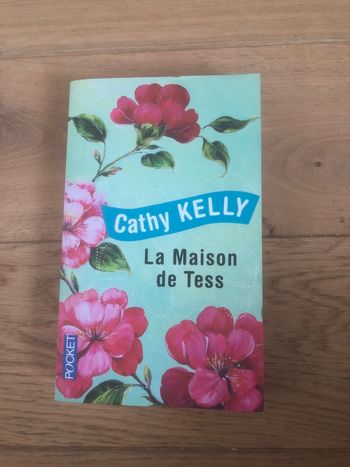 Cathy KELLY
La Maison
de Tess
POCKET